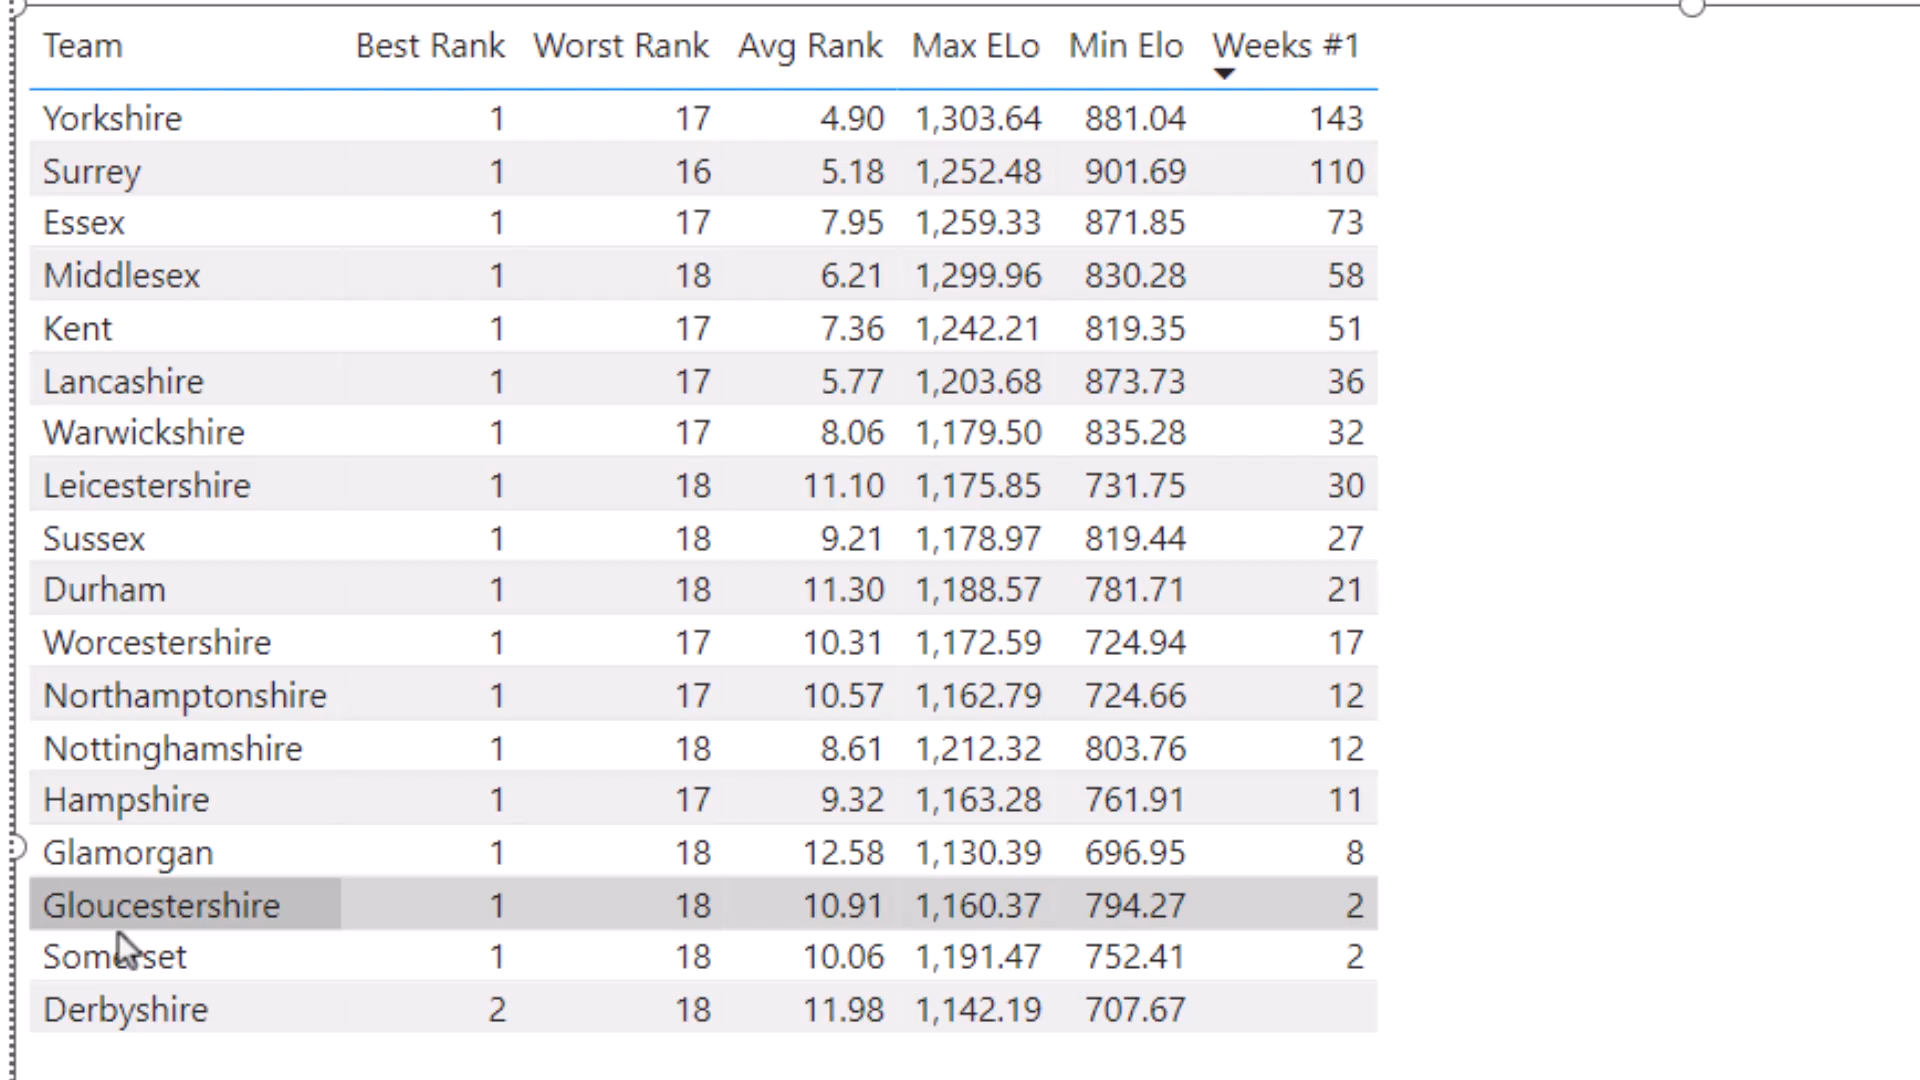 Team Best Rank Worst Rank Avg Rank Max ELo Min Elo Weeks #1
Yorkshire 1 17 4.90 1,303.64 881.04 143
Surrey 1 16 5.18 1,252.48 901.69 110
Essex 1 17 7.95 1,259.33 871.85 73
Middlesex 1 18 6.21 1,299.96 830.28 58
Kent 1 17 7.36 1,242.21 819.35 51
Lancashire 1 17 5.77 1,203.68 873.73 36
Warwickshire 1 17 8.06 1,179.50 835.28 32
Leicestershire 1 18 11.10 1,175.85 731.75 30
Sussex 1 18 9.21 1,178.97 819.44 27
Durham 1 18 11.30 1,188.57 781.71 21
Worcestershire 1 17 10.31 1,172.59 724.94 17
Northamptonshire 1 17 10.57 1,162.79 724.66 12
Nottinghamshire 1 18 8.61 1,212.32 803.76 12
Hampshire 1 17 9.32 1,163.28 761.91 11
Glamorgan 1 18 12.58 1,130.39 696.95 8
Gloucestershire 1 18 10.91 1,160.37 794.27 2
Somerset 1 18 10.06 1,191.47 752.41 2
Derbyshire 2 18 11.98 1,142.19 707.67